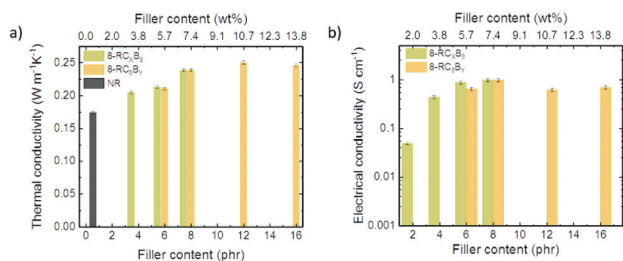 Filler content (wt%)
0.0 2.0 3.8 5.7 7.4 9.1 10.7 12.3 13.8
a)
8-RCₓB₈
8-RC₈Bᵧ
NR
Thermal conductivity (W m⁻¹K⁻¹)
0.25
0.20
0.15
0.10
0.05
0.00
0 2 4 6 8 10 12 14 16
Filler content (phr)
Filler content (wt%)
2.0 3.8 5.7 7.4 9.1 10.7 12.3 13.8
b)
8-RCₓB₈
8-RC₈Bᵧ
Electrical conductivity (S cm⁻¹)
1
0.1
0.01
0.001
2 4 6 8 10 12 14 16
Filler content (phr)